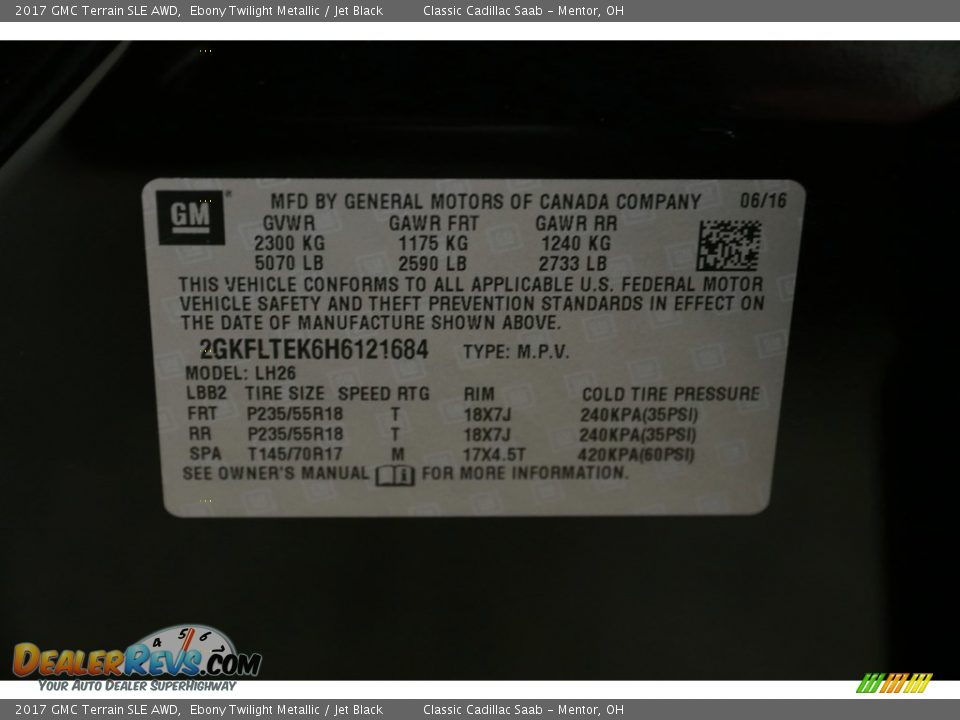 2017 GMC Terrain SLE AWD, Ebony Twilight Metallic / Jet Black Classic Cadillac Saab - Mentor, OH
GM
MFD BY GENERAL MOTORS OF CANADA COMPANY 06/16
GVWR GAWR FRT GAWR RR
2300 KG 1175 KG 1240 KG
5070 LB 2590 LB 2733 LB
THIS VEHICLE CONFORMS TO ALL APPLICABLE U.S. FEDERAL MOTOR
VEHICLE SAFETY AND THEFT PREVENTION STANDARDS IN EFFECT ON
THE DATE OF MANUFACTURE SHOWN ABOVE.
2GKFLTEK6H6121684 TYPE: M.P.V.
MODEL: LH26
LBB2 TIRE SIZE SPEED RTG RIM COLD TIRE PRESSURE
FRT P235/55R18 T 18X7J 240KPA(35PSI)
RR P235/55R18 T 18X7J 240KPA(35PSI)
SPA T145/70R17 M 17X4.5T 420KPA(60PSI)
SEE OWNER'S MANUAL i FOR MORE INFORMATION.
4 5 6
DEALERREVS.COM
YOUR AUTO DEALER SUPERHIGHWAY
2017 GMC Terrain SLE AWD, Ebony Twilight Metallic / Jet Black Classic Cadillac Saab - Mentor, OH